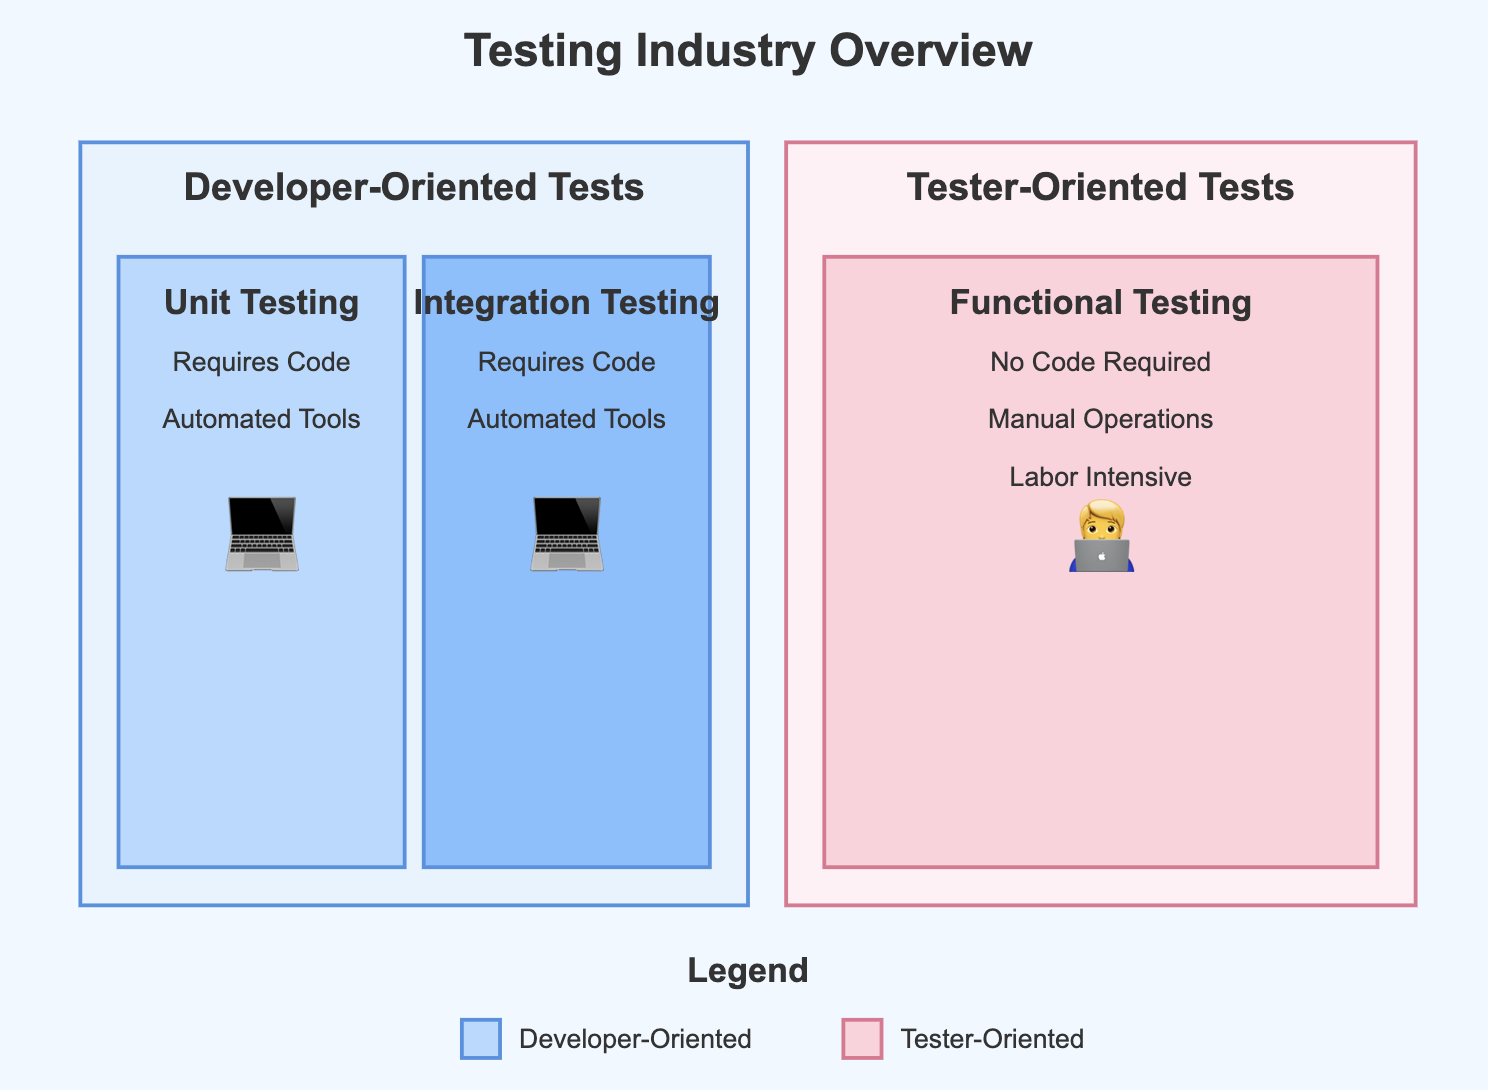 Testing Industry Overview
Developer-Oriented Tests
Unit Testing
Requires Code
Automated Tools
Integration Testing
Requires Code
Automated Tools
Tester-Oriented Tests
Functional Testing
No Code Required
Manual Operations
Labor Intensive
Legend
Developer-Oriented
Tester-Oriented